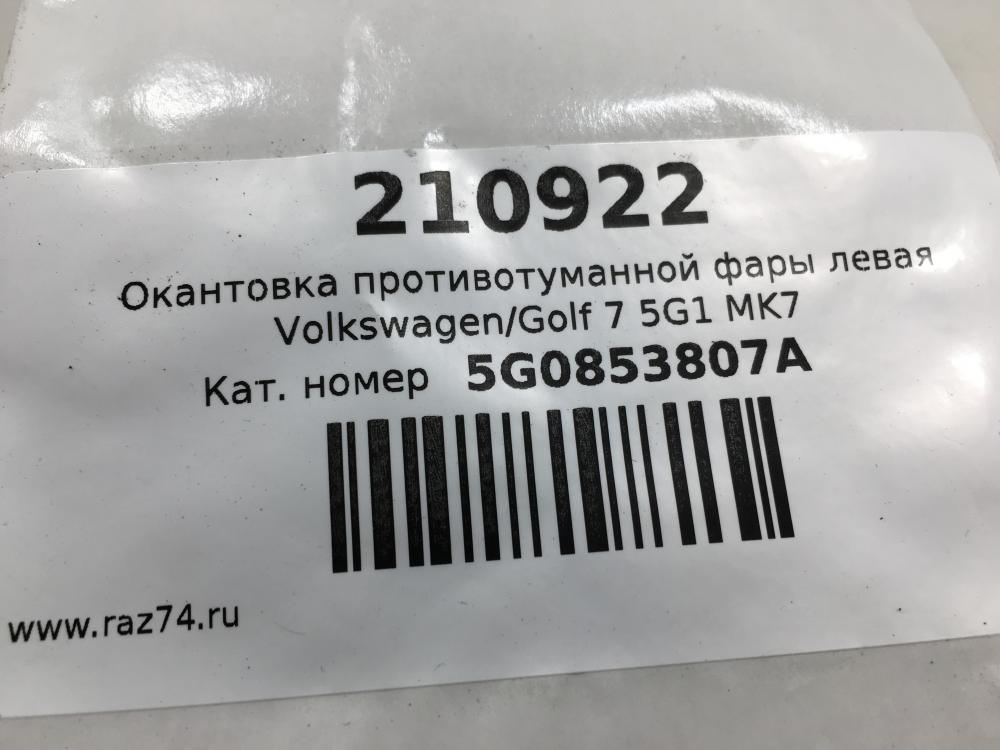 210922
Окантовка противотуманной фары левая
Volkswagen/Golf 7 5G1 MK7
Кат. номер 5G0853807A
www.raz74.ru